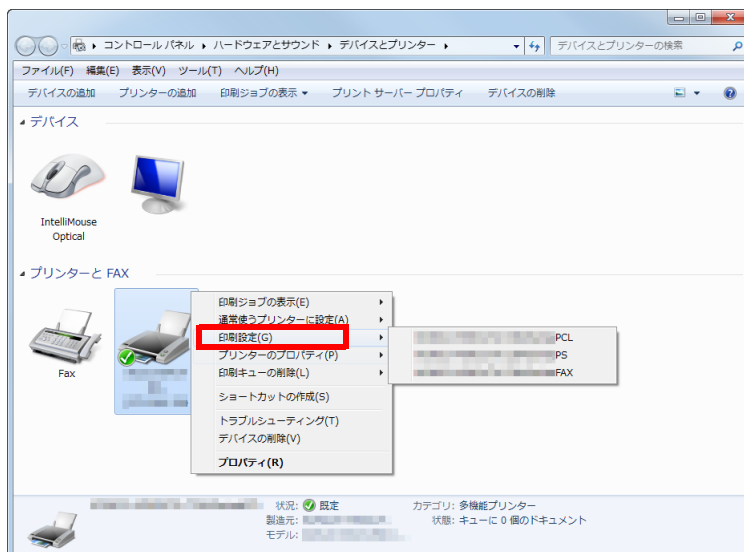 コントロール パネル ▸ ハードウェアとサウンド ▸ デバイスとプリンター ▸
デバイスとプリンターの検索
ファイル(F) 編集(E) 表示(V) ツール(T) ヘルプ(H)
デバイスの追加 プリンターの追加 印刷ジョブの表示 プリント サーバー プロパティ デバイスの削除
デバイス
IntelliMouse
Optical
プリンターと FAX
Fax
印刷ジョブの表示(E)
通常使うプリンターに設定(A)
印刷設定(G)
プリンターのプロパティ(P)
印刷キューの削除(L)
ショートカットの作成(S)
トラブルシューティング(T)
デバイスの削除(V)
プロパティ(R)
PCL
PS
FAX
状況: 既定
製造元:
モデル:
カテゴリ: 多機能プリンター
状態: キューに 0 個のドキュメント